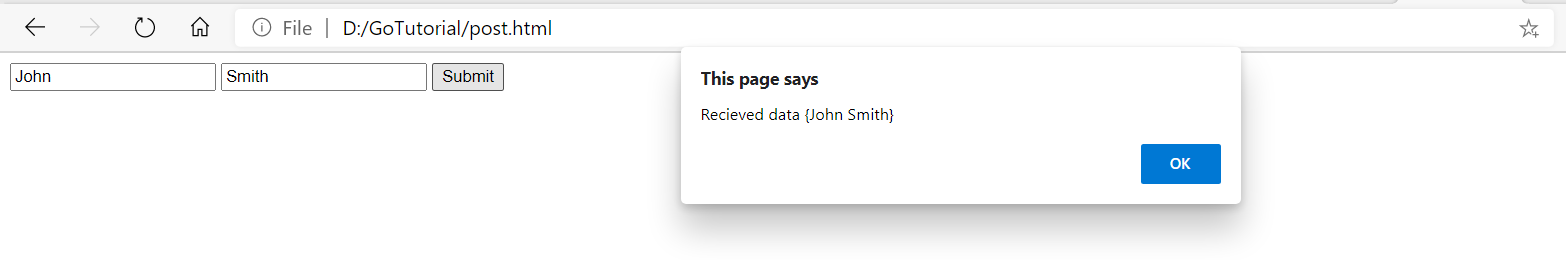 File | D:/GoTutorial/post.html
John Smith Submit
This page says
Recieved data {John Smith}
OK